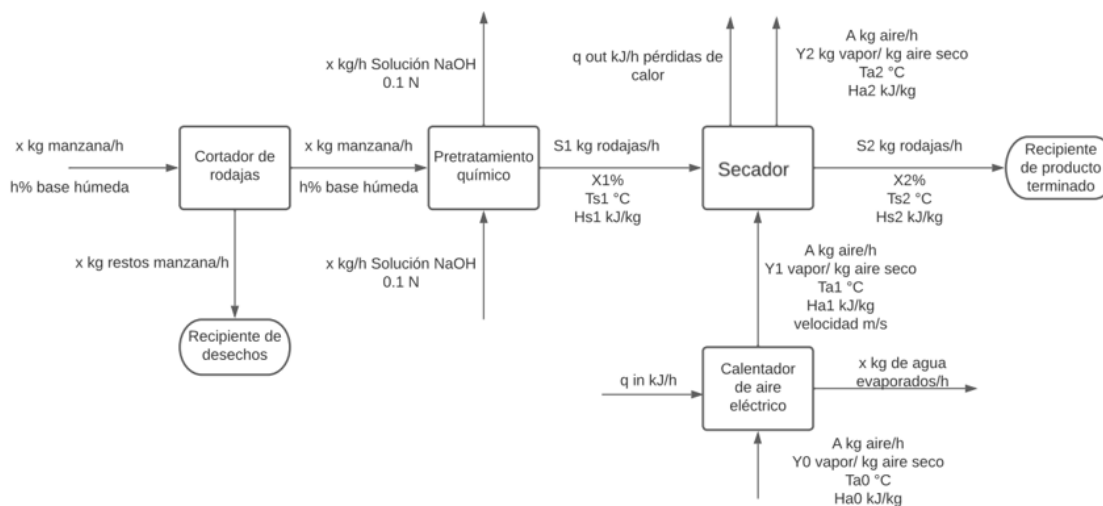 x kg/h Solución NaOH
0.1 N
q out kJ/h pérdidas de
calor
A kg aire/h
Y2 kg vapor/ kg aire seco
Ta2 °C
Ha2 kJ/kg
x kg manzana/h
h% base húmeda
Cortador de
rodajas
x kg manzana/h
h% base húmeda
Pretratamiento
químico
S1 kg rodajas/h
X1%
Ts1 °C
Hs1 kJ/kg
Secador
S2 kg rodajas/h
X2%
Ts2 °C
Hs2 kJ/kg
Recipiente
de producto
terminado
x kg restos manzana/h
Recipiente de
desechos
x kg/h Solución NaOH
0.1 N
A kg aire/h
Y1 vapor/ kg aire seco
Ta1 °C
Ha1 kJ/kg
velocidad m/s
q in kJ/h
Calentador
de aire
eléctrico
x kg de agua
evaporados/h
A kg aire/h
Y0 vapor/ kg aire seco
Ta0 °C
Ha0 kJ/kg